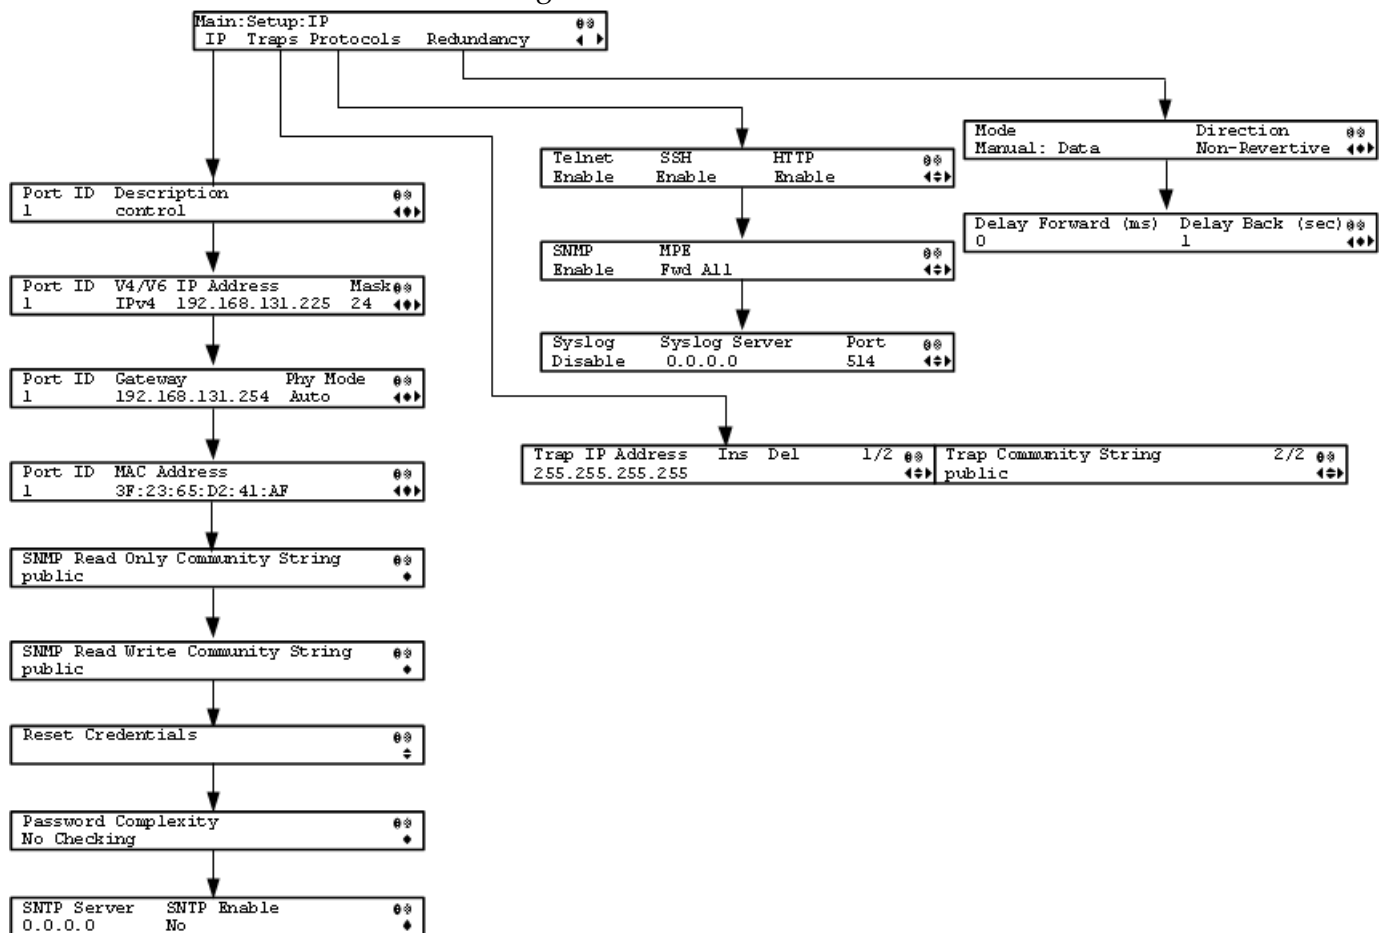 Main:Setup:IP
IP Traps Protocols Redundancy
Port ID Description
1 control
Port ID V4/V6 IP Address Mask
1 IPv4 192.168.131.225 24
Port ID Gateway Phy Mode
1 192.168.131.254 Auto
Port ID MAC Address
1 3F:23:65:D2:41:AF
SNMP Read Only Community String
public
SNMP Read Write Community String
public
Reset Credentials
Password Complexity
No Checking
SNTP Server SNTP Enable
0.0.0.0 No
Telnet SSH HTTP
Enable Enable Enable
SNMP MPE
Enable Fwd All
Syslog Syslog Server Port
Disable 0.0.0.0 514
Trap IP Address Ins Del 1/2
255.255.255.255
Trap Community String 2/2
public
Mode Direction
Manual: Data Non-Revertive
Delay Forward (ms) Delay Back (sec)
0 1